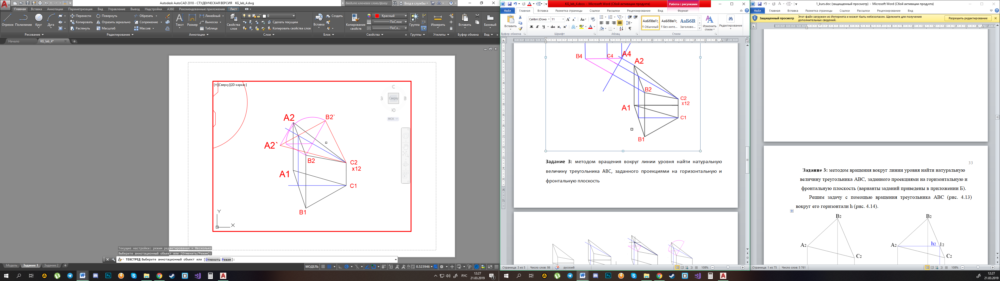 Autodesk AutoCAD 2018 - СТУДЕНЧЕСКАЯ ВЕРСИЯ KG_lab_4.dwg
Введите ключевое слово/фразу
Вход в службы
Главная Вставка Аннотации Параметризация Вид Управление Вывод Надстройки A360 Рекомендованные приложения Лист
Отрезок Полилиния Круг Дуга
Перенести Повернуть Обрезать
Копировать Отразить зеркально Сопряжение
Растянуть Масштаб Массив
Текст Размер
Линейный
Выноска
Таблица
Свойства слоя
0
Сделать текущим
Копировать свойства слоя
Вставка
Создать
Копирование свойств
Красный
ПоСлою
ПоСл...
Группа
Измерить
Вставить
Базовый
Рисование Редактирование Аннотации Слои Блок Свойства Группы Утилиты Буфер обмена Вид
Начало KG_lab_4*
[+][Сверху][2D-каркас]
С
З Сверху В
Ю
МСК
A2 B2`
A2`
B2 C2
x12
A1
C1
B1
Y
X
Текущие настройки: режим редактирования = Несколько
Выберите аннотационный объект или [Отменить/Режим]:
ТЕКСТРЕД Выберите аннотационный объект или [Отменить Режим]:
Модель Задание 1 Задание 2
МОДЕЛЬ
0.523946
РУС 12:27
21.03.2019
KG_lab_4.docx - Microsoft Word (Сбой активации продукта)
Работа с рисунками
Файл Главная Вставка Разметка страницы Ссылки Рассылки Рецензирование Вид Формат
Вставить
Calibri (Осно 11
Ж К Ч abc x₂ x²
АаБбВвГг, АаБбВвГг, АаБбВ
¶ Обычный ¶ Без инте... Заголово...
Изменить стили
Редактирование
Буфер обмена Шрифт Абзац Стили
B4 C4 A4
A2
B2
C2
x12
A1
C1
B1
Задание 3: методом вращения вокруг линии уровня найти натуральную
величину треугольника АВС, заданного проекциями на горизонтальную и
фронтальную плоскость
Страница: 3 из 5 Число слов: 86 русский 108%
1_kurs.doc (защищенный просмотр) - Microsoft Word (Сбой активации продукта)
Файл Главная Вставка Разметка страницы Ссылки Рассылки Рецензирование Вид
Защищенный просмотр Этот файл загружен из Интернета и может быть небезопасен. Щелкните для получения дополнительных сведений. Разрешить редактирование
33
Задание 3: методом вращения вокруг линии уровня найти натуральную
величину треугольника АВС, заданного проекциями на горизонтальную и
фронтальную плоскость (варианты заданий приведены в приложении Б).
Решим задачу с помощью вращения треугольника АВС (рис. 4.13)
вокруг его горизонтали h (рис. 4.14).
B2 B2
A2 A2 h2 12
C2 C2
Страница: 1 из 75 Число слов: 5 761 108%
12:27
21.03.2019